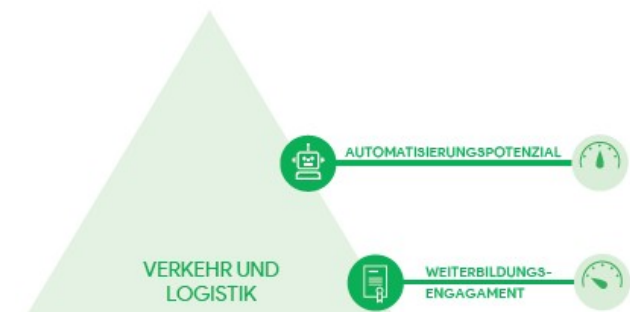 AUTOMATISIERUNGSPOTENZIAL
VERKEHR UND
LOGISTIK
WEITERBILDUNGS-
ENGAGAMENT